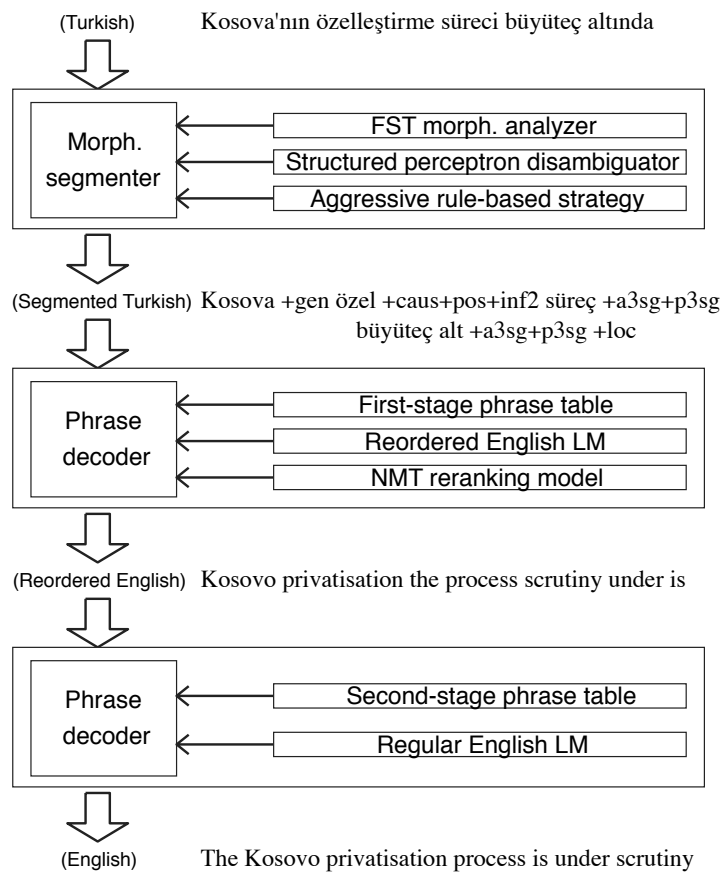 (Turkish) Kosova'nın özelleştirme süreci büyüteç altında
Morph.
segmenter
FST morph. analyzer
Structured perceptron disambiguator
Aggressive rule-based strategy
(Segmented Turkish) Kosova +gen özel +caus+pos+inf2 süreç +a3sg+p3sg
büyüteç alt +a3sg+p3sg +loc
Phrase
decoder
First-stage phrase table
Reordered English LM
NMT reranking model
(Reordered English) Kosovo privatisation the process scrutiny under is
Phrase
decoder
Second-stage phrase table
Regular English LM
(English) The Kosovo privatisation process is under scrutiny